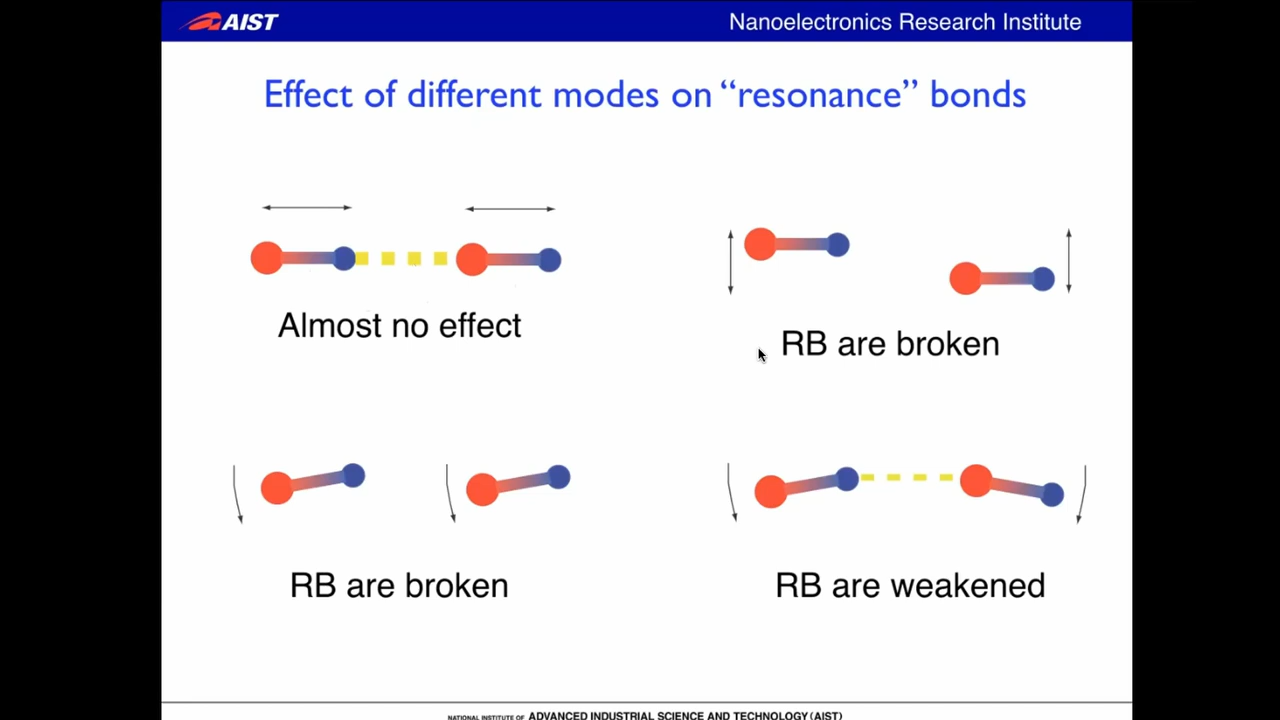 AIST
Nanoelectronics Research Institute
Effect of different modes on “resonance” bonds
Almost no effect
RB are broken
RB are broken
RB are weakened
NATIONAL INSTITUTE OF ADVANCED INDUSTRIAL SCIENCE AND TECHNOLOGY (AIST)